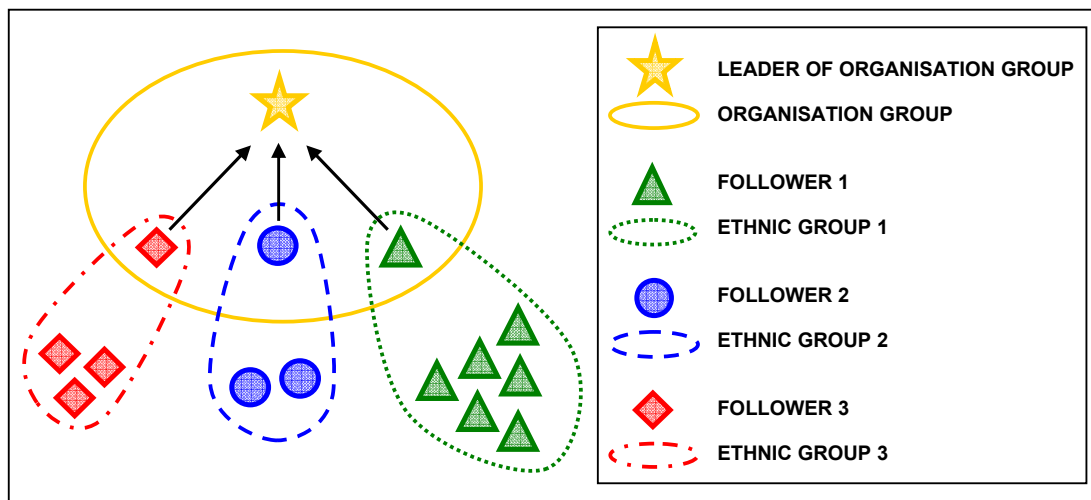 LEADER OF ORGANISATION GROUP
ORGANISATION GROUP
FOLLOWER 1
ETHNIC GROUP 1
FOLLOWER 2
ETHNIC GROUP 2
FOLLOWER 3
ETHNIC GROUP 3